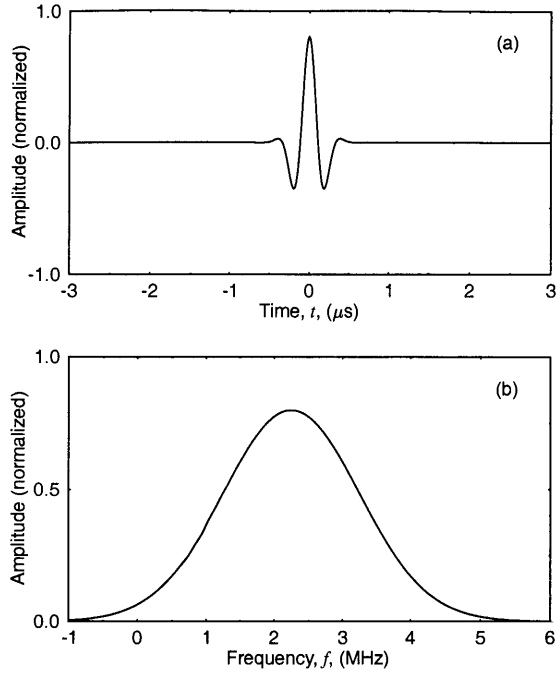 1.0
(a)
Amplitude (normalized)
0.0
-1.0
-3 -2 -1 0 1 2 3
Time, t, (μs)
1.0
(b)
Amplitude (normalized)
0.5
0.0
-1 0 1 2 3 4 5 6
Frequency, f, (MHz)